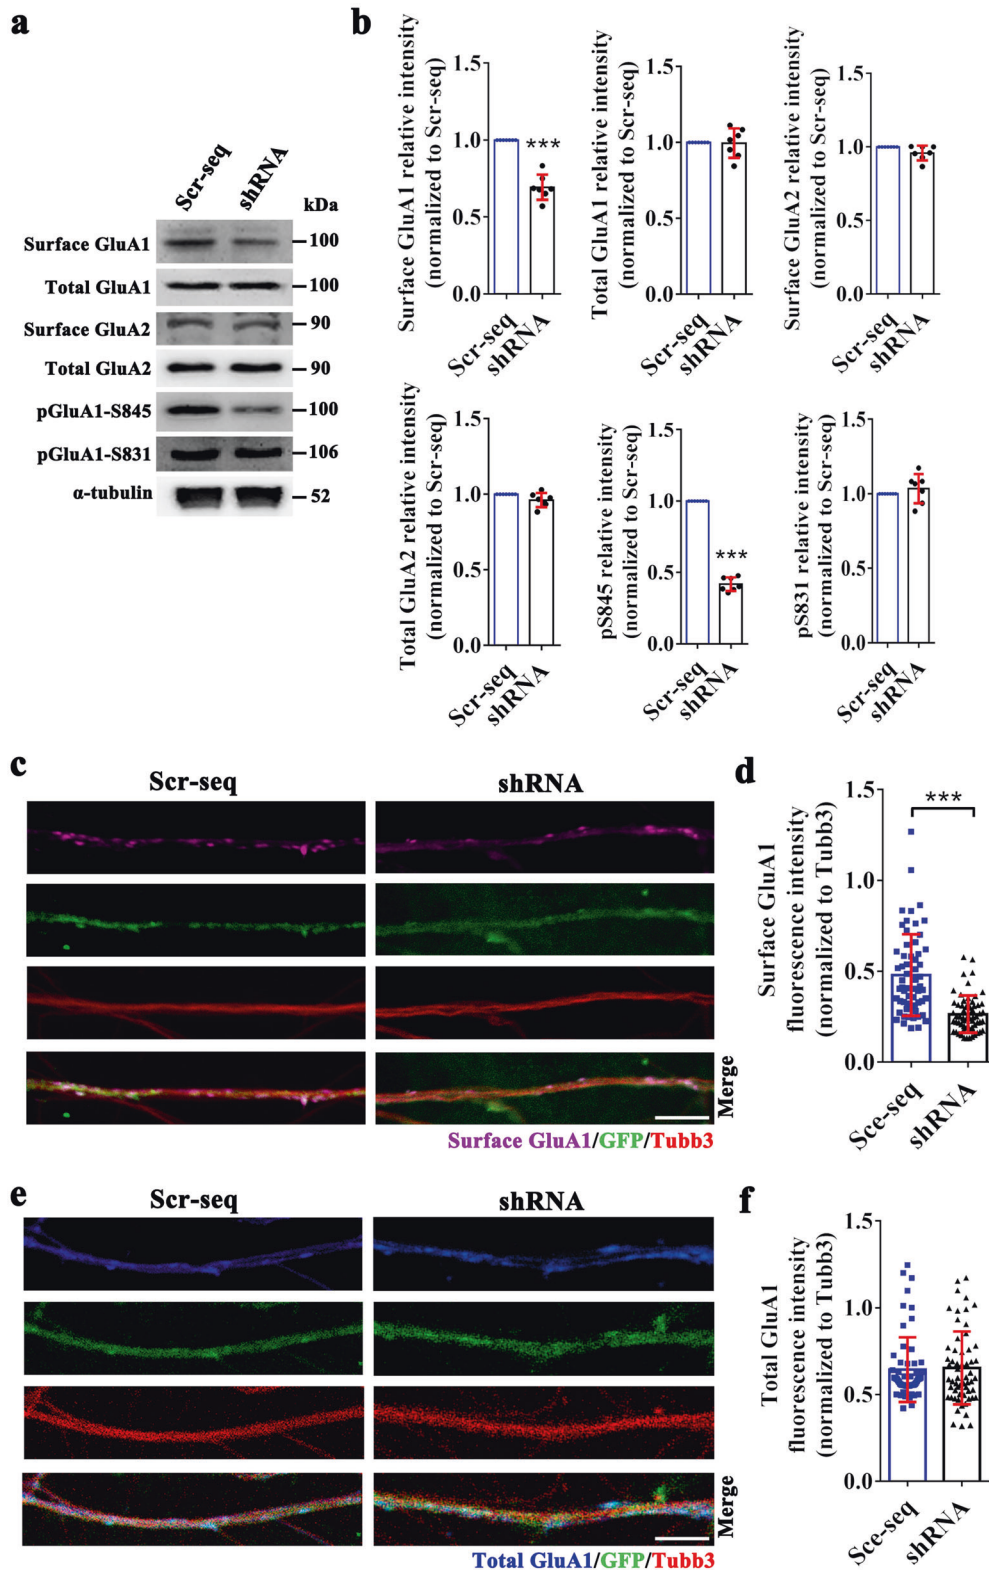 a
Scr-seq
shRNA
kDa
Surface GluA1
100
Total GluA1
100
Surface GluA2
90
Total GluA2
90
pGluA1-S845
100
pGluA1-S831
106
α-tubulin
52
b
Surface GluA1 relative intensity
(normalized to Scr-seq)
1.5
1.0
0.5
0.0
***
Scr-seq
shRNA
Total GluA1 relative intensity
(normalized to Scr-seq)
1.5
1.0
0.5
0.0
Scr-seq
shRNA
Surface GluA2 relative intensity
(normalized to Scr-seq)
1.5
1.0
0.5
0.0
Scr-seq
shRNA
Total GluA2 relative intensity
(normalized to Scr-seq)
1.5
1.0
0.5
0.0
Scr-seq
shRNA
pS845 relative intensity
(normalized to Scr-seq)
1.5
1.0
0.5
0.0
***
Scr-seq
shRNA
pS831 relative intensity
(normalized to Scr-seq)
1.5
1.0
0.5
0.0
Scr-seq
shRNA
c
Scr-seq
shRNA
Merge
Surface GluA1/GFP/Tubb3
d
Surface GluA1
fluorescence intensity
(normalized to Tubb3)
1.5
1.0
0.5
0.0
***
Sce-seq
shRNA
e
Scr-seq
shRNA
Merge
Total GluA1/GFP/Tubb3
f
Total GluA1
fluorescence intensity
(normalized to Tubb3)
1.5
1.0
0.5
0.0
Sce-seq
shRNA